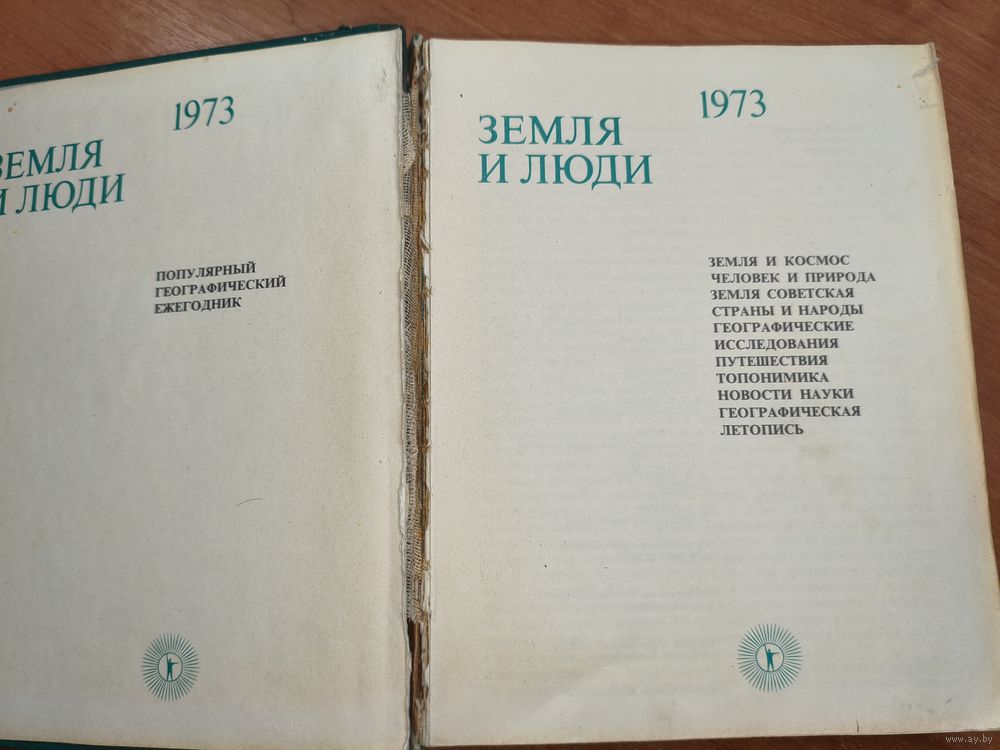 1973
ЗЕМЛЯ
И ЛЮДИ
ПОПУЛЯРНЫЙ
ГЕОГРАФИЧЕСКИЙ
ЕЖЕГОДНИК
1973
ЗЕМЛЯ
И ЛЮДИ
ЗЕМЛЯ И КОСМОС
ЧЕЛОВЕК И ПРИРОДА
ЗЕМЛЯ СОВЕТСКАЯ
СТРАНЫ И НАРОДЫ
ГЕОГРАФИЧЕСКИЕ
ИССЛЕДОВАНИЯ
ПУТЕШЕСТВИЯ
ТОПОНИМИКА
НОВОСТИ НАУКИ
ГЕОГРАФИЧЕСКАЯ
ЛЕТОПИСЬ
www.ay.by